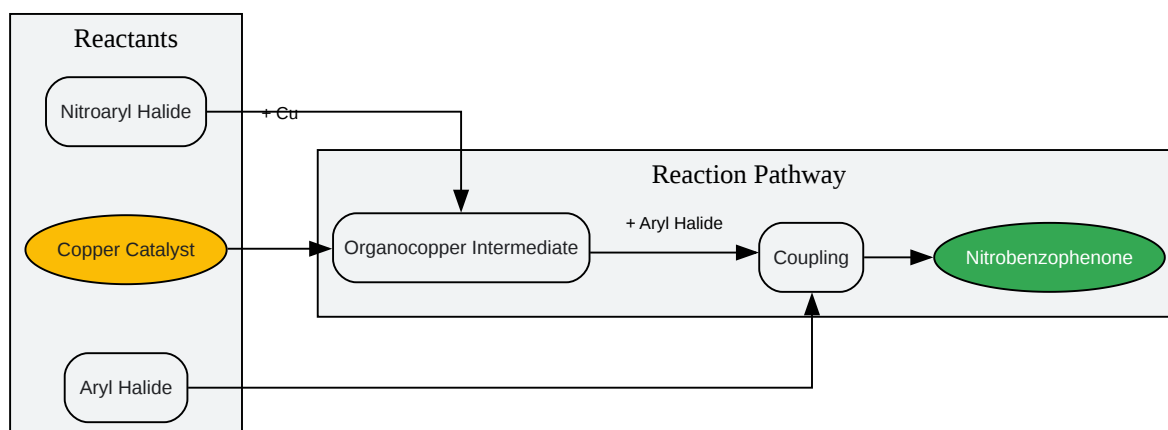 Reactants
Nitroaryl Halide
+ Cu
Reaction Pathway
+ Aryl Halide
Organocopper Intermediate
Copper Catalyst
Coupling
Nitrobenzophenone
Aryl Halide